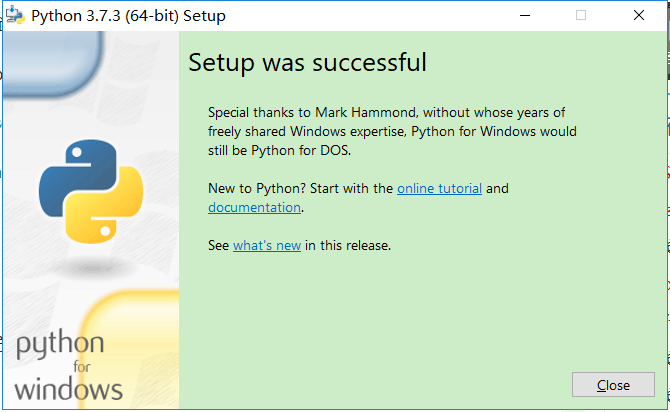 Python 3.7.3 (64-bit) Setup
Setup was successful
Special thanks to Mark Hammond, without whose years of
freely shared Windows expertise, Python for Windows would
still be Python for DOS.
New to Python? Start with the online tutorial and
documentation.
See what's new in this release.
python
for
windows
Close